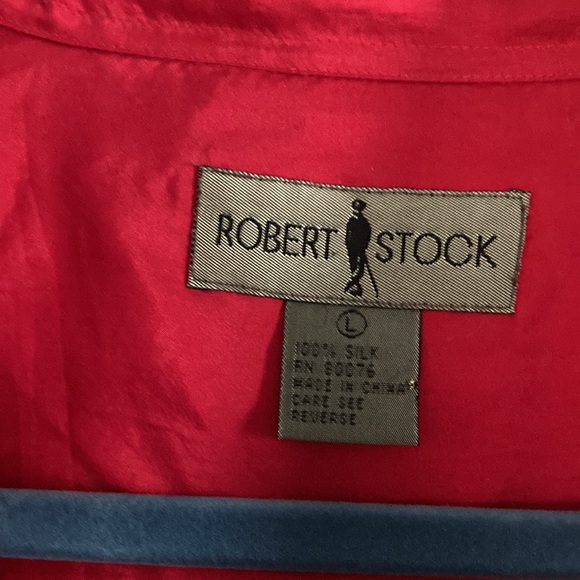 ROBERT STOCK
L
100% SILK
RN 80076
MADE IN CHINA
CARE SEE
REVERSE